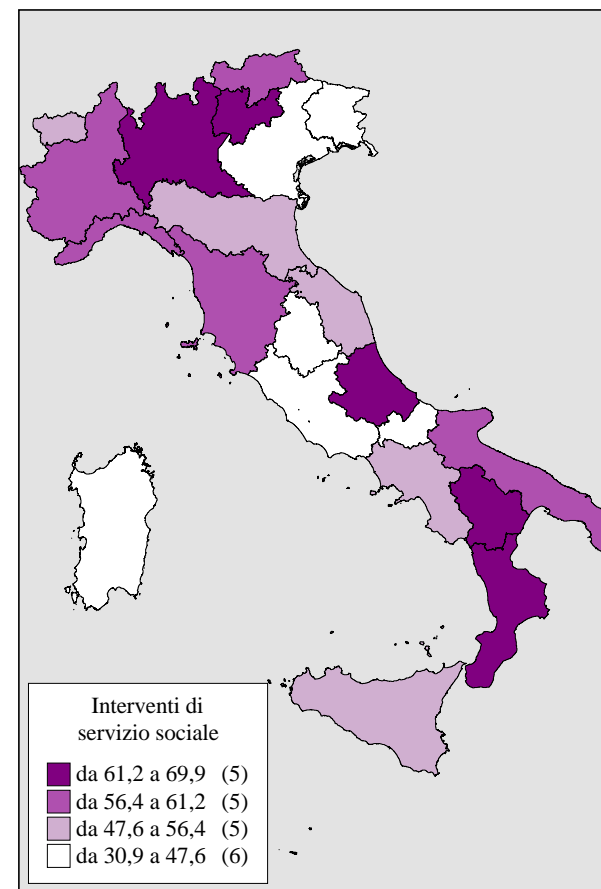 Interventi di
servizio sociale
da 61,2 a 69,9 (5)
da 56,4 a 61,2 (5)
da 47,6 a 56,4 (5)
da 30,9 a 47,6 (6)